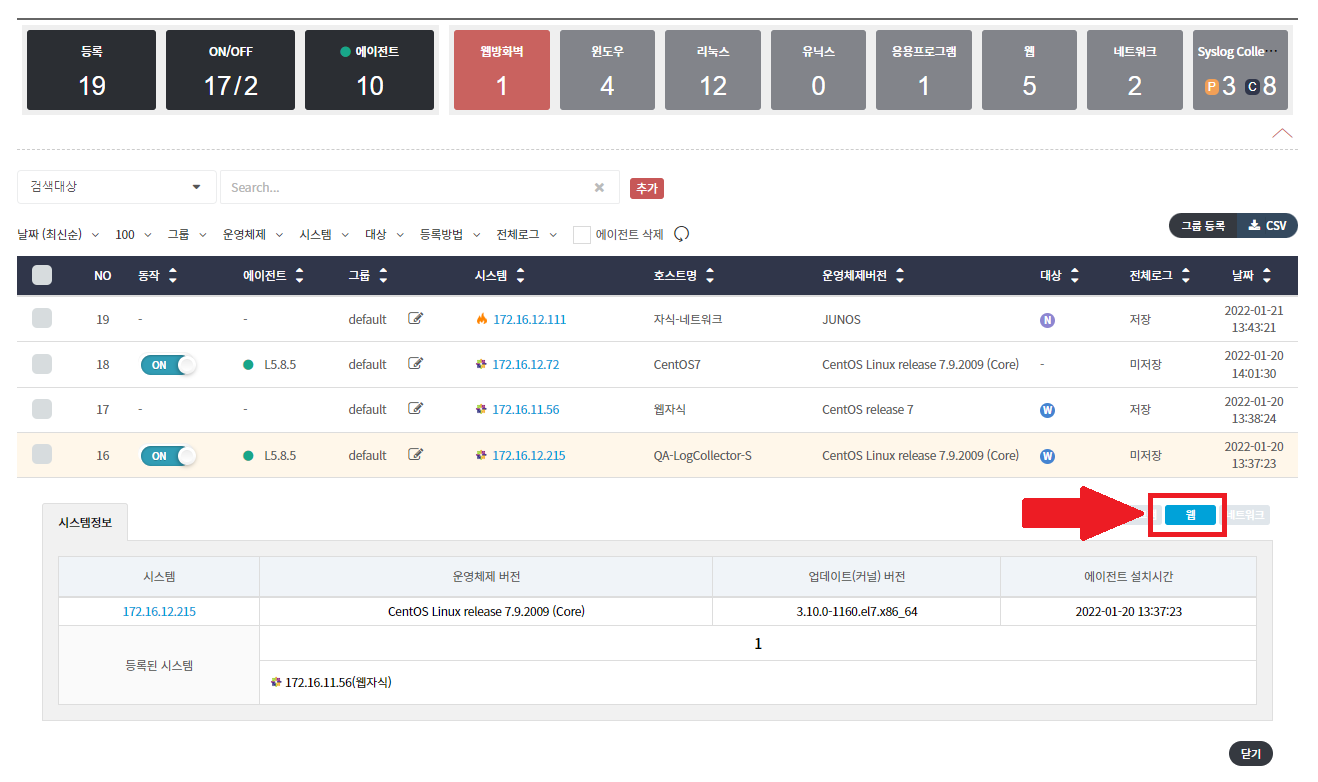 등록 ON/OFF 에이전트 웹방화벽 윈도우 리눅스 유닉스 응용프로그램 웹 네트워크 Syslog Colle···
19 17/2 10 1 4 12 0 1 5 2 P 3 C 8
검색대상 Search... 추가
날짜 (최신순) 100 그룹 운영체제 시스템 대상 등록방법 전체로그 에이전트 삭제 그룹 등록 CSV
NO 동작 에이전트 그룹 시스템 호스트명 운영체제버전 대상 전체로그 날짜
19 - - default 172.16.12.111 자식-네트워크 JUNOS N 저장 2022-01-21
13:43:21
18 ON L5.8.5 default 172.16.12.72 CentOS7 CentOS Linux release 7.9.2009 (Core) - 미저장 2022-01-20
14:01:30
17 - - default 172.16.11.56 웹자식 CentOS release 7 W 저장 2022-01-20
13:38:24
16 ON L5.8.5 default 172.16.12.215 QA-LogCollector-S CentOS Linux release 7.9.2009 (Core) W 미저장 2022-01-20
13:37:23
시스템정보 웹 네트워크
시스템 운영체제 버전 업데이트(커널) 버전 에이전트 설치시간
172.16.12.215 CentOS Linux release 7.9.2009 (Core) 3.10.0-1160.el7.x86_64 2022-01-20 13:37:23
등록된 시스템
1
172.16.11.56(웹자식)
닫기